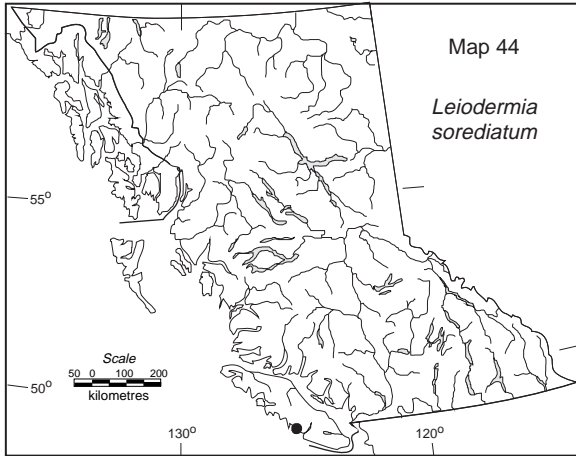 Map 44
Leiodermia
sorediatum
55°
50°
Scale
50 0 100 200
kilometres
130°
120°